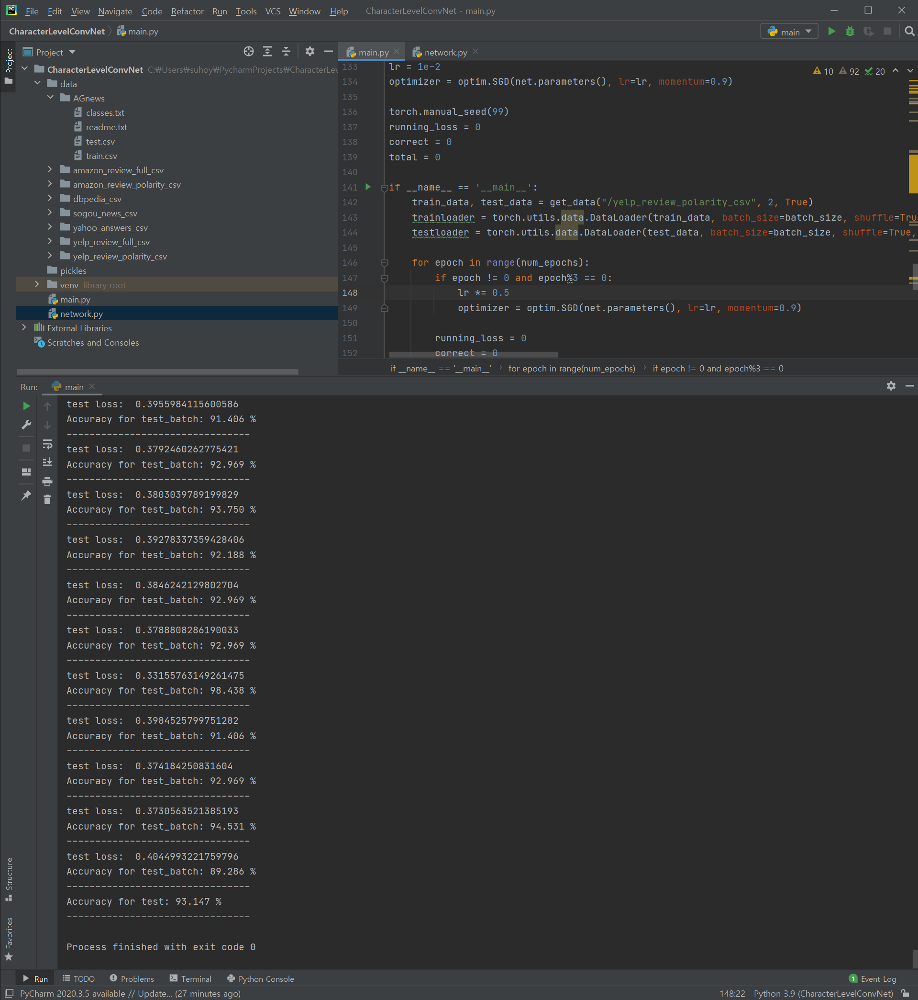 File Edit View Navigate Code Refactor Run Tools VCS Window Help CharacterLevelConvNet - main.py
CharacterLevelConvNet main.py main
Project
Project
CharacterLevelConvNet C:₩Users₩suhoy₩PycharmProjects₩CharacterLev
data
AGnews
classes.txt
readme.txt
test.csv
train.csv
amazon_review_full_csv
amazon_review_polarity_csv
dbpedia_csv
sogou_news_csv
yahoo_answers_csv
yelp_review_full_csv
yelp_review_polarity_csv
pickles
venv library root
main.py
network.py
External Libraries
Scratches and Consoles
main.py network.py
10 92 20
133 lr = 1e-2
134 optimizer = optim.SGD(net.parameters(), lr=lr, momentum=0.9)
135
136 torch.manual_seed(99)
137 running_loss = 0
138 correct = 0
139 total = 0
140
141 if __name__ == '__main__':
142 train_data, test_data = get_data("/yelp_review_polarity_csv", 2, True)
143 trainloader = torch.utils.data.DataLoader(train_data, batch_size=batch_size, shuffle=Tru
144 testloader = torch.utils.data.DataLoader(test_data, batch_size=batch_size, shuffle=True,
145
146 for epoch in range(num_epochs):
147 if epoch != 0 and epoch%3 == 0:
148 lr *= 0.5
149 optimizer = optim.SGD(net.parameters(), lr=lr, momentum=0.9)
150
151 running_loss = 0
152 correct = 0
if __name__ == '__main__' for epoch in range(num_epochs) if epoch != 0 and epoch%3 == 0
Run: main
test loss:  0.3955984115600586
Accuracy for test_batch: 91.406 %
--------------------------------
test loss:  0.3792460262775421
Accuracy for test_batch: 92.969 %
--------------------------------
test loss:  0.3803039789199829
Accuracy for test_batch: 93.750 %
--------------------------------
test loss:  0.39278337359428406
Accuracy for test_batch: 92.188 %
--------------------------------
test loss:  0.3846242129802704
Accuracy for test_batch: 92.969 %
--------------------------------
test loss:  0.3788808286190033
Accuracy for test_batch: 92.969 %
--------------------------------
test loss:  0.33155763149261475
Accuracy for test_batch: 98.438 %
--------------------------------
test loss:  0.3984525799751282
Accuracy for test_batch: 91.406 %
--------------------------------
test loss:  0.374184250831604
Accuracy for test_batch: 92.969 %
--------------------------------
test loss:  0.3730563521385193
Accuracy for test_batch: 94.531 %
--------------------------------
test loss:  0.4044993221759796
Accuracy for test_batch: 89.286 %
--------------------------------
Accuracy for test: 93.147 %
--------------------------------
Process finished with exit code 0
Structure
Favorites
Run TODO Problems Terminal Python Console 1 Event Log
PyCharm 2020.3.5 available // Update... (27 minutes ago) 148:22 Python 3.9 (CharacterLevelConvNet)